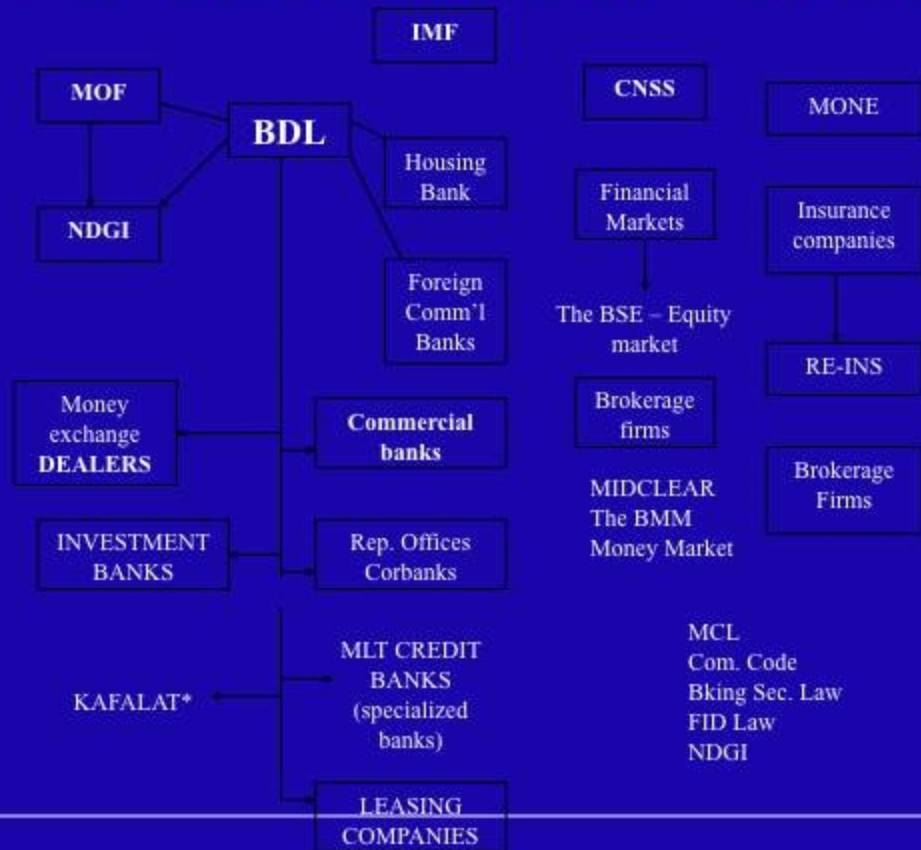 IMF
MOF
BDL
CNSS
MONE
Housing
Bank
Financial
Markets
Insurance
companies
NDGI
Foreign
Comm'l
Banks
The BSE – Equity
market
RE-INS
Money
exchange
DEALERS
Commercial
banks
Brokerage
firms
Brokerage
Firms
MIDCLEAR
The BMM
Money Market
INVESTMENT
BANKS
Rep. Offices
Corbanks
KAFALAT*
MLT CREDIT
BANKS
(specialized
banks)
MCL
Com. Code
Bking Sec. Law
FID Law
NDGI
LEASING
COMPANIES